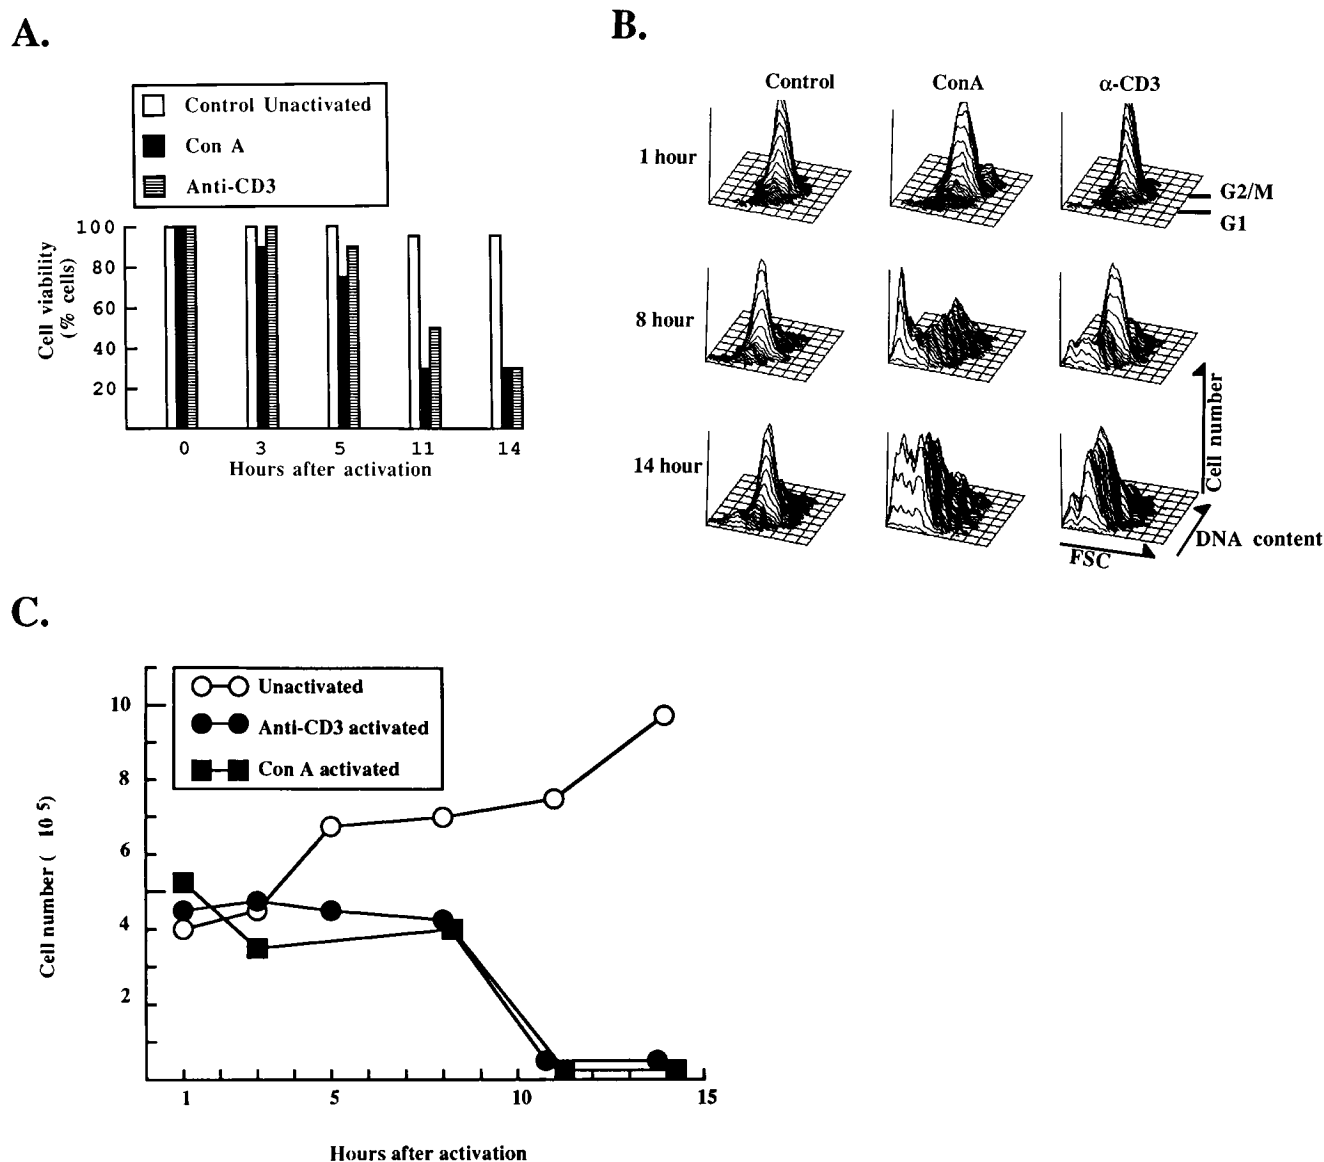 A.
Control Unactivated
Con A
Anti-CD3
Cell viability
(% cells)
100
80
60
40
20
0 3 5 11 14
Hours after activation
B.
Control ConA α-CD3
1 hour
G2/M
G1
8 hour
14 hour
Cell number
DNA content
FSC
C.
Unactivated
Anti-CD3 activated
Con A activated
Cell number ( 10 5)
10
8
6
4
2
1 5 10 15
Hours after activation